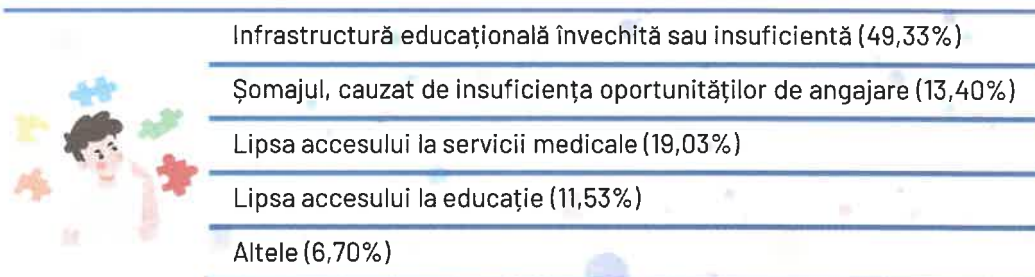 Infrastructură educațională învechită sau insuficientă (49,33%)
Șomajul, cauzat de insuficiența oportunităților de angajare (13,40%)
Lipsa accesului la servicii medicale (19,03%)
Lipsa accesului la educație (11,53%)
Altele (6,70%)